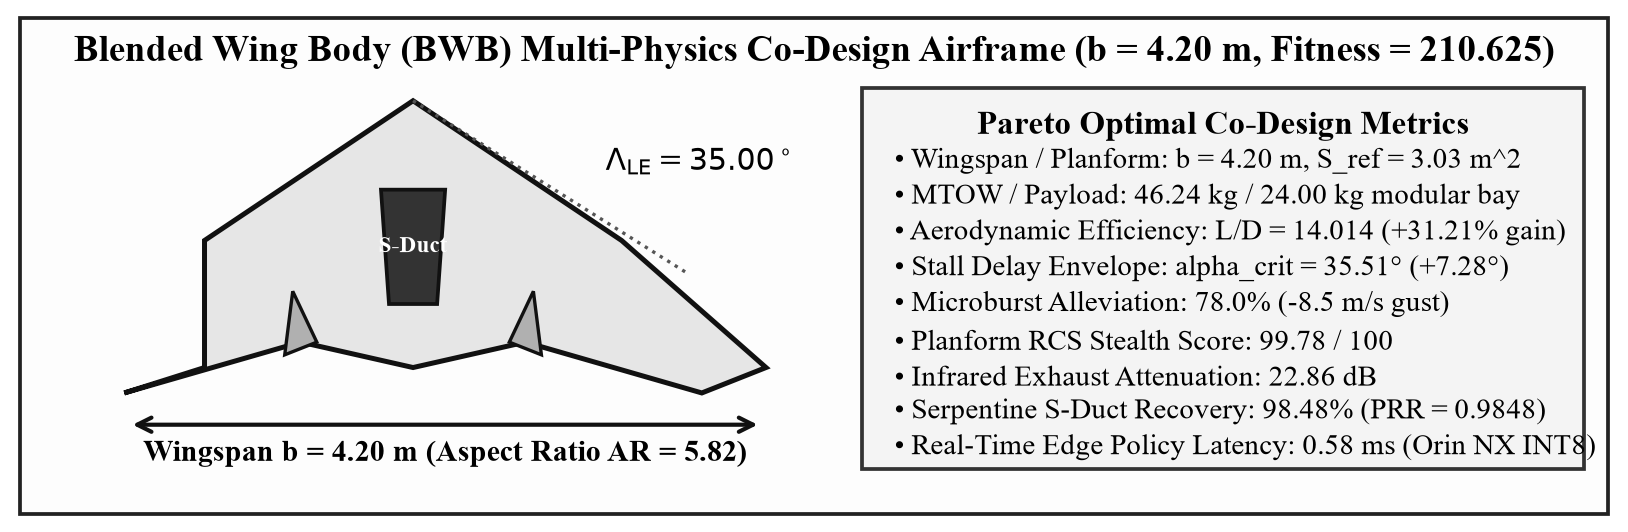 Blended Wing Body (BWB) Multi-Physics Co-Design Airframe (b = 4.20 m, Fitness = 210.625)
Λ_LE = 35.00°
S-Duct
Wingspan b = 4.20 m (Aspect Ratio AR = 5.82)
Pareto Optimal Co-Design Metrics
• Wingspan / Planform: b = 4.20 m, S_ref = 3.03 m^2
• MTOW / Payload: 46.24 kg / 24.00 kg modular bay
• Aerodynamic Efficiency: L/D = 14.014 (+31.21% gain)
• Stall Delay Envelope: alpha_crit = 35.51° (+7.28°)
• Microburst Alleviation: 78.0% (-8.5 m/s gust)
• Planform RCS Stealth Score: 99.78 / 100
• Infrared Exhaust Attenuation: 22.86 dB
• Serpentine S-Duct Recovery: 98.48% (PRR = 0.9848)
• Real-Time Edge Policy Latency: 0.58 ms (Orin NX INT8)